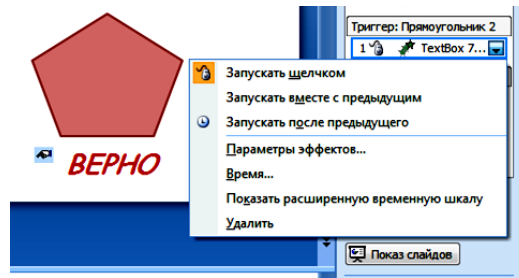 Триггер: Прямоугольник 2
1 TextBox 7...
Запускать щелчком
Запускать вместе с предыдущим
Запускать после предыдущего
Параметры эффектов...
Время...
Показать расширенную временную шкалу
Удалить
ВЕРНО
Показ слайдов